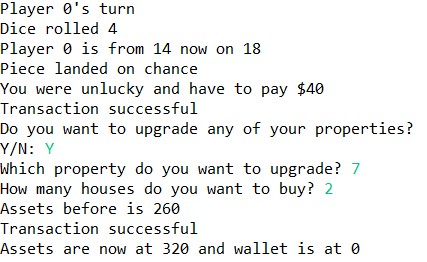 Player 0's turn
Dice rolled 4
Player 0 is from 14 now on 18
Piece landed on chance
You were unlucky and have to pay $40
Transaction successful
Do you want to upgrade any of your properties?
Y/N: Y
Which property do you want to upgrade? 7
How many houses do you want to buy? 2
Assets before is 260
Transaction successful
Assets are now at 320 and wallet is at 0